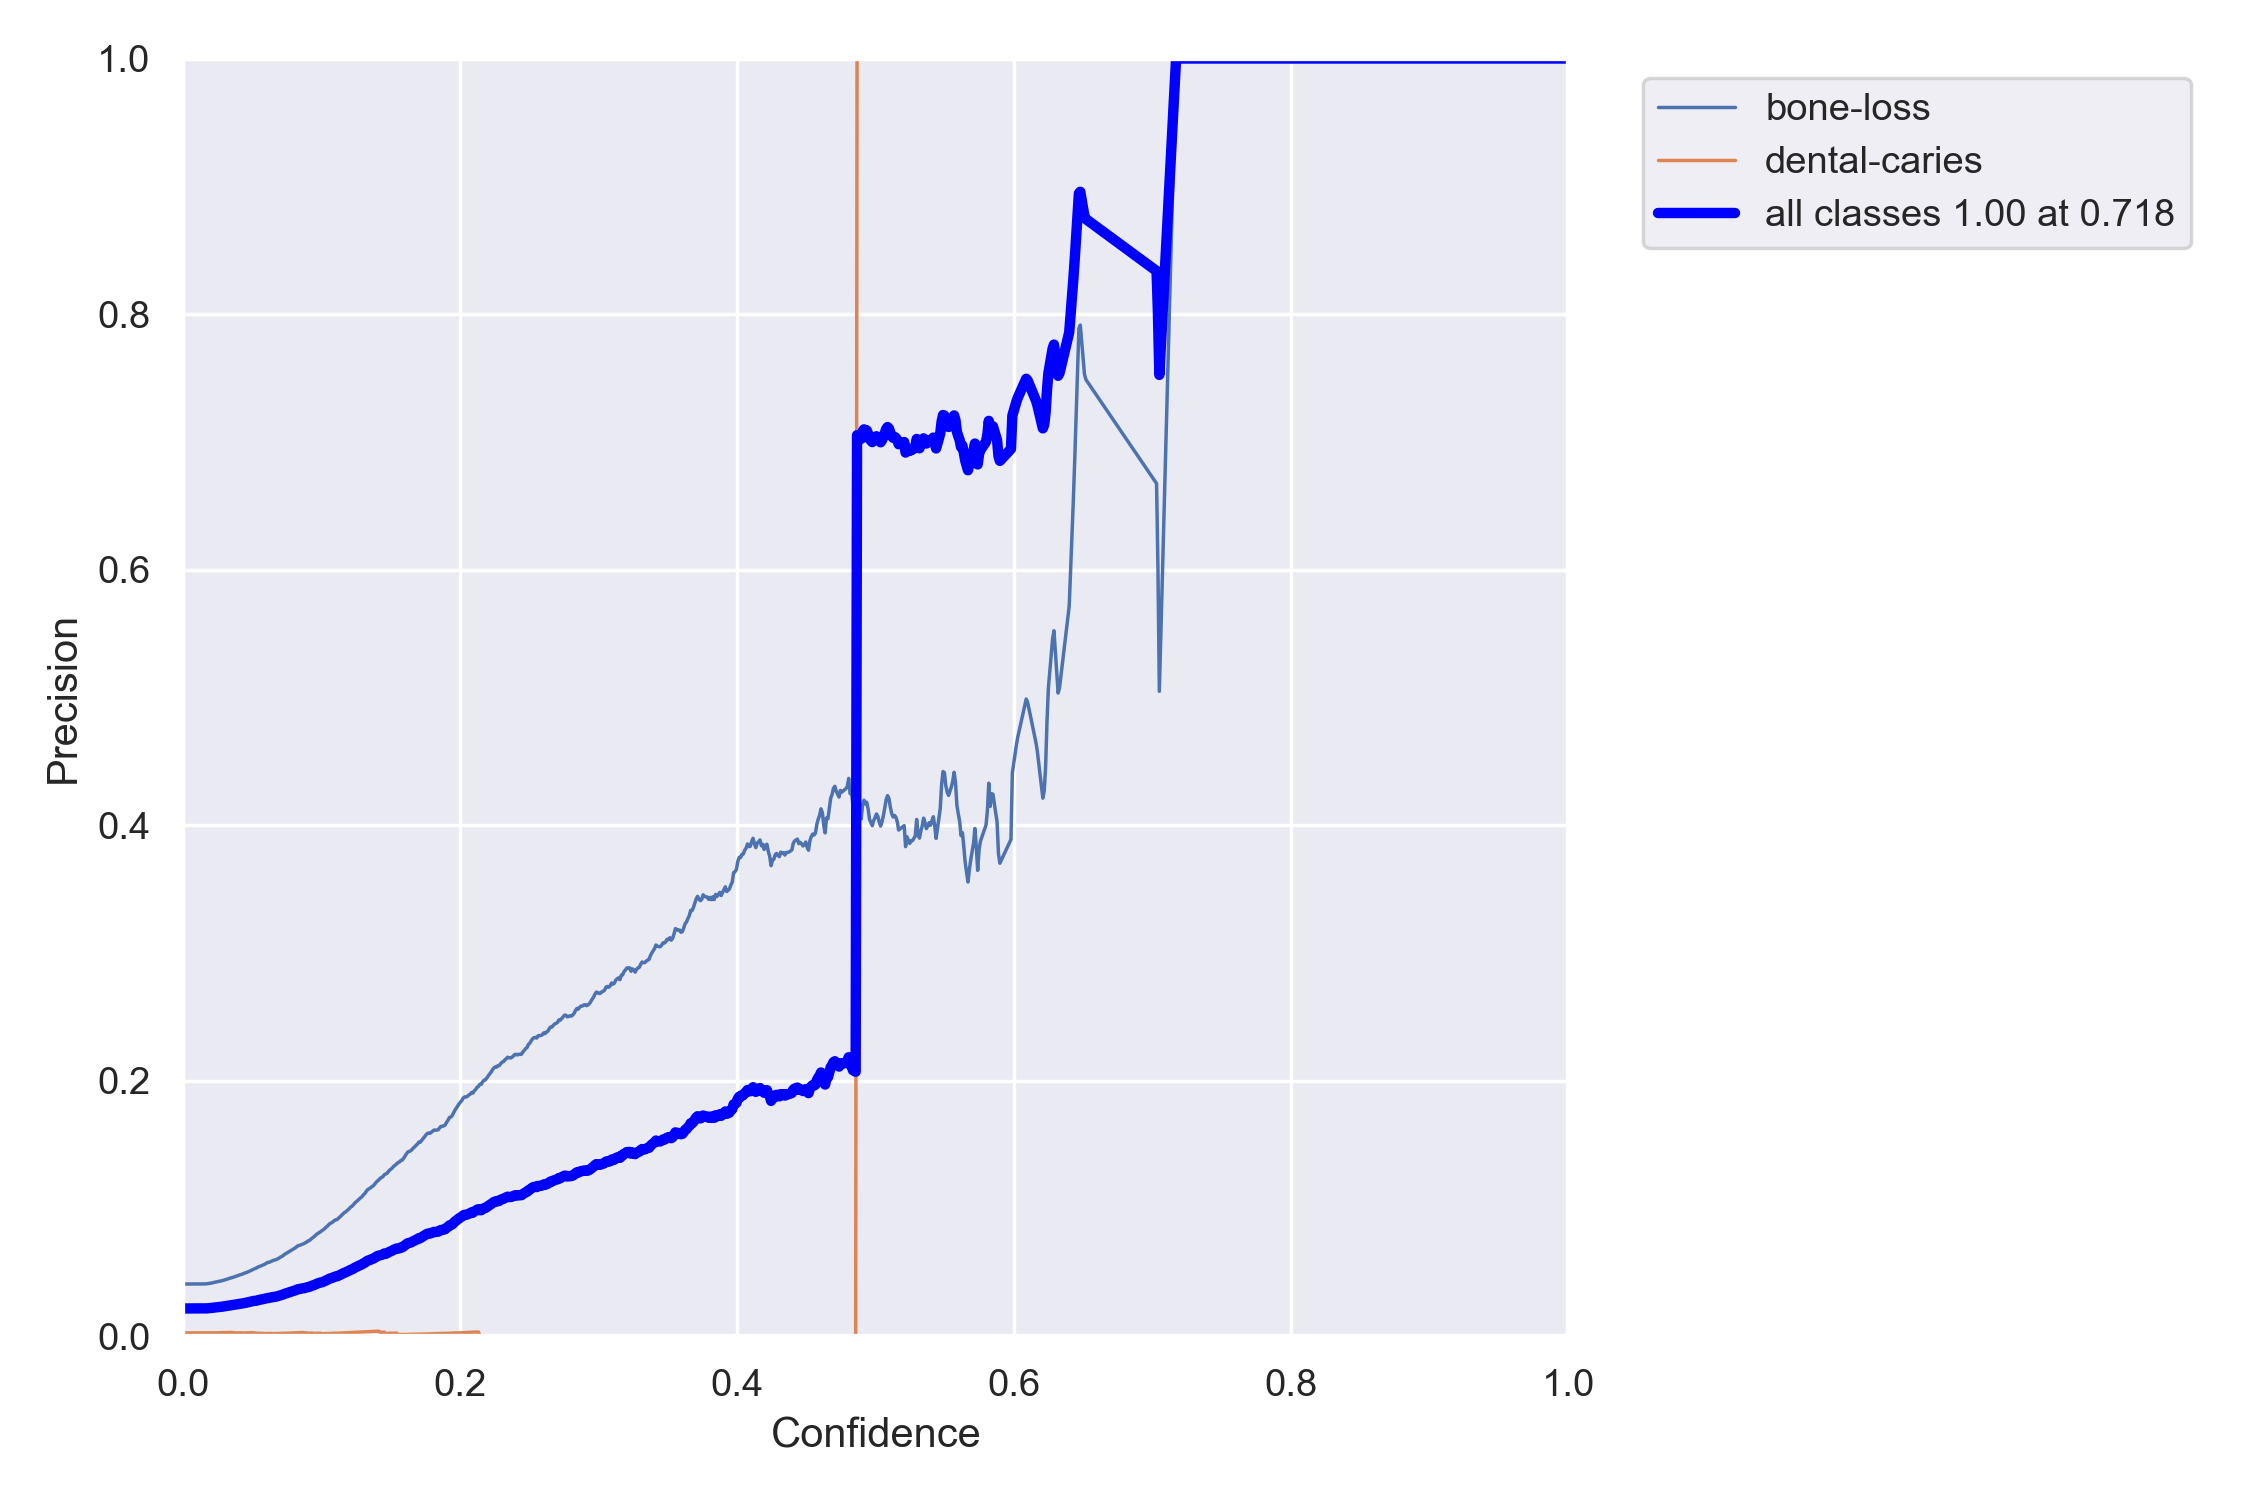 1.0
0.8
0.6
0.4
0.2
0.0
Precision
0.0 0.2 0.4 0.6 0.8 1.0
Confidence
bone-loss
dental-caries
all classes 1.00 at 0.718